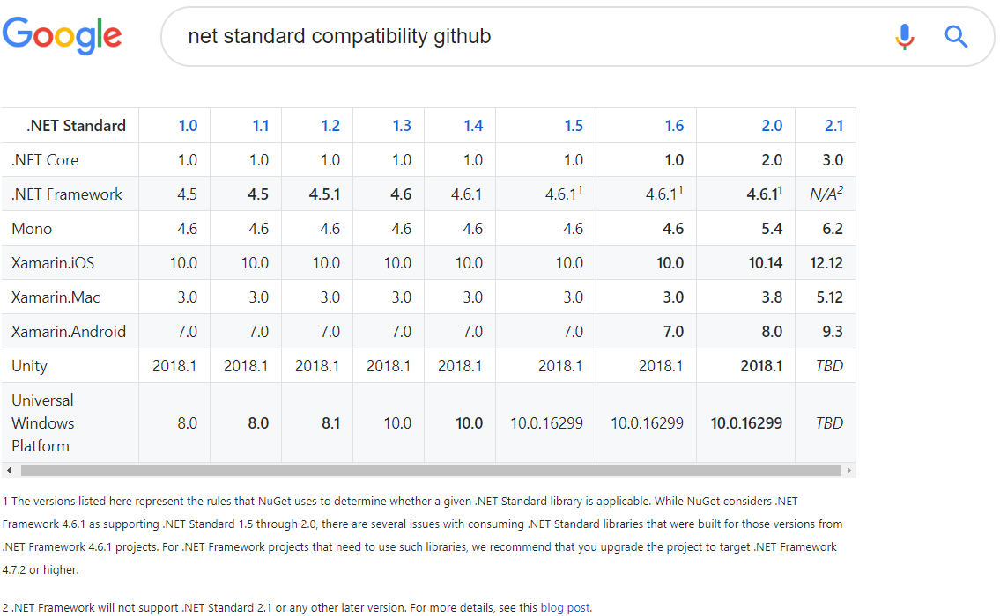 Google
net standard compatibility github
.NET Standard 1.0 1.1 1.2 1.3 1.4 1.5 1.6 2.0 2.1
.NET Core 1.0 1.0 1.0 1.0 1.0 1.0 1.0 2.0 3.0
.NET Framework 4.5 4.5 4.5.1 4.6 4.6.1 4.6.1¹ 4.6.1¹ 4.6.1¹ N/A²
Mono 4.6 4.6 4.6 4.6 4.6 4.6 4.6 5.4 6.2
Xamarin.iOS 10.0 10.0 10.0 10.0 10.0 10.0 10.0 10.14 12.12
Xamarin.Mac 3.0 3.0 3.0 3.0 3.0 3.0 3.0 3.8 5.12
Xamarin.Android 7.0 7.0 7.0 7.0 7.0 7.0 7.0 8.0 9.3
Unity 2018.1 2018.1 2018.1 2018.1 2018.1 2018.1 2018.1 2018.1 TBD
Universal
Windows 8.0 8.0 8.1 10.0 10.0 10.0.16299 10.0.16299 10.0.16299 TBD
Platform
1 The versions listed here represent the rules that NuGet uses to determine whether a given .NET Standard library is applicable. While NuGet considers .NET
Framework 4.6.1 as supporting .NET Standard 1.5 through 2.0, there are several issues with consuming .NET Standard libraries that were built for those versions from
.NET Framework 4.6.1 projects. For .NET Framework projects that need to use such libraries, we recommend that you upgrade the project to target .NET Framework
4.7.2 or higher.
2 .NET Framework will not support .NET Standard 2.1 or any other later version. For more details, see this blog post.